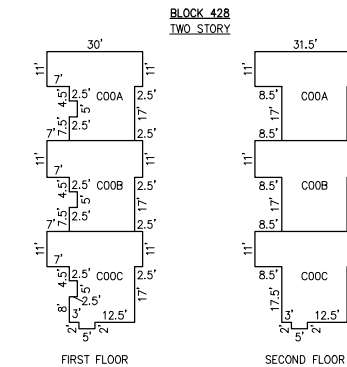 BLOCK 428
TWO STORY
30'
11' 11'
7'
4.5' 2.5' C00A 2.5'
5'
7.5' 2.5' 17'
7' 2.5'
11' 11'
7'
4.5' 2.5' C00B 2.5'
5'
7.5' 2.5' 17'
7' 2.5'
11' 11'
7'
4.5' 2.5' C00C 2.5'
5'
8' 2.5' 17'
3' 12.5'
2' 2'
5'
FIRST FLOOR
31.5'
11'
8.5' C00A
17'
8.5'
11'
8.5' C00B
17'
8.5'
11'
8.5' C00C
17.5'
3' 12.5'
2' 2'
5'
SECOND FLOOR